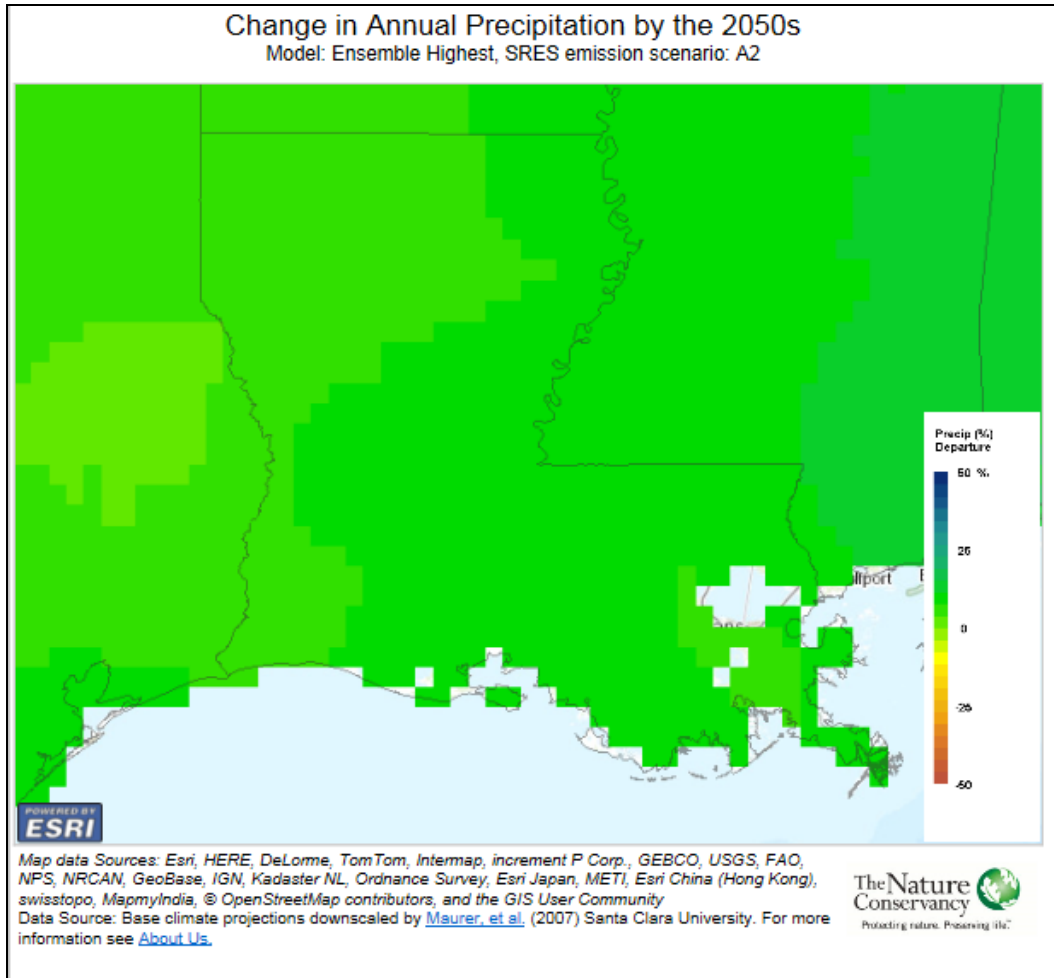 Change in Annual Precipitation by the 2050s
Model: Ensemble Highest, SRES emission scenario: A2
Precip (%)
Departure
50 %
25
0
-25
-50
POWERED BY
ESRI
Map data Sources: Esri, HERE, DeLorme, TomTom, Intermap, increment P Corp., GEBCO, USGS, FAO,
NPS, NRCAN, GeoBase, IGN, Kadaster NL, Ordnance Survey, Esri Japan, METI, Esri China (Hong Kong),
swisstopo, MapmyIndia, © OpenStreetMap contributors, and the GIS User Community
Data Source: Base climate projections downscaled by Maurer, et al. (2007) Santa Clara University. For more
information see About Us.
The Nature
Conservancy
Protecting nature. Preserving life.™